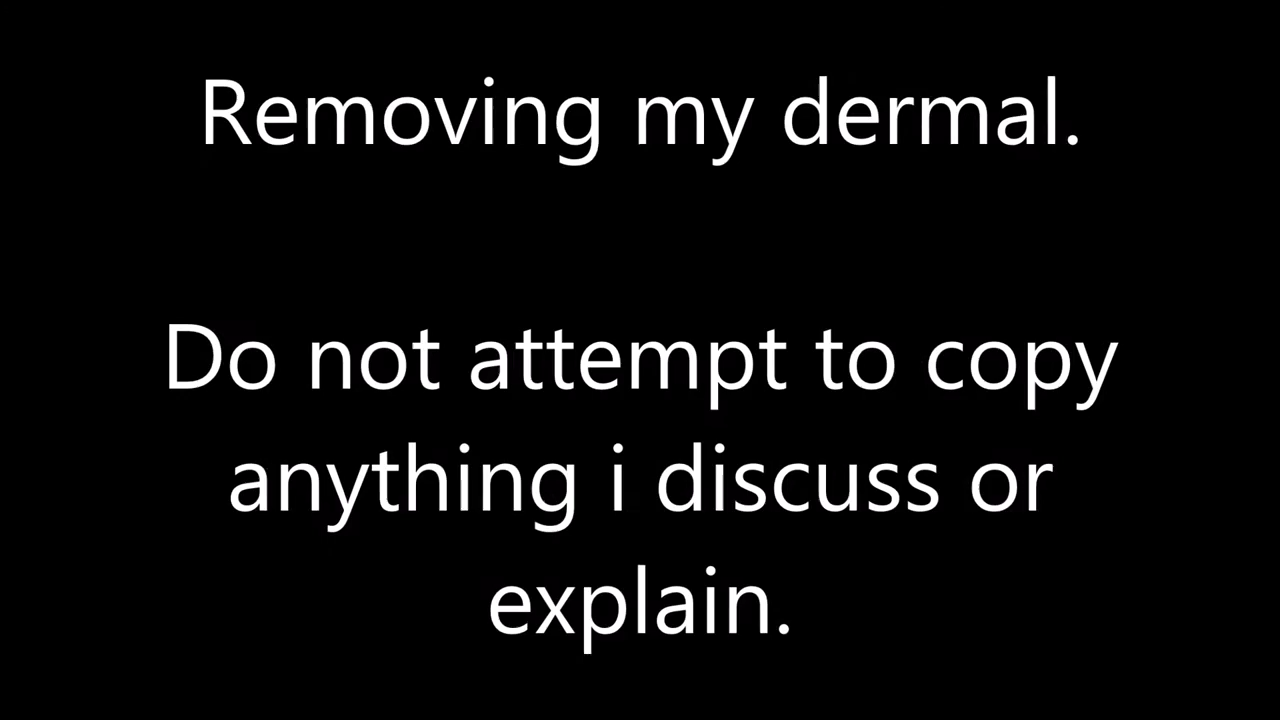 Removing my dermal.
Do not attempt to copy
anything i discuss or
explain.